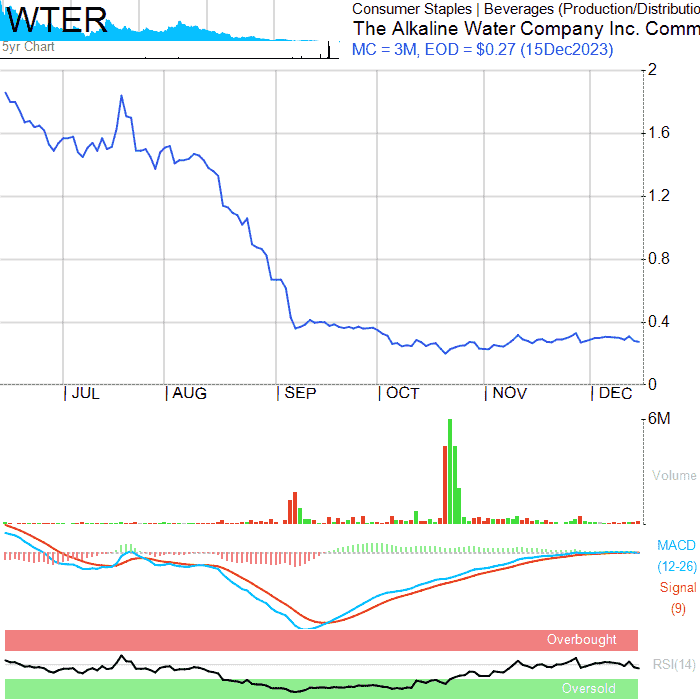 WTER
5yr Chart
Consumer Staples | Beverages (Production/Distributio
The Alkaline Water Company Inc. Comm
MC = 3M, EOD = $0.27 (15Dec2023)
2
1.6
1.2
0.8
0.4
0
JUL AUG SEP OCT NOV DEC
6M
Volume
MACD
(12-26)
Signal
(9)
Overbought
RSI(14)
Oversold